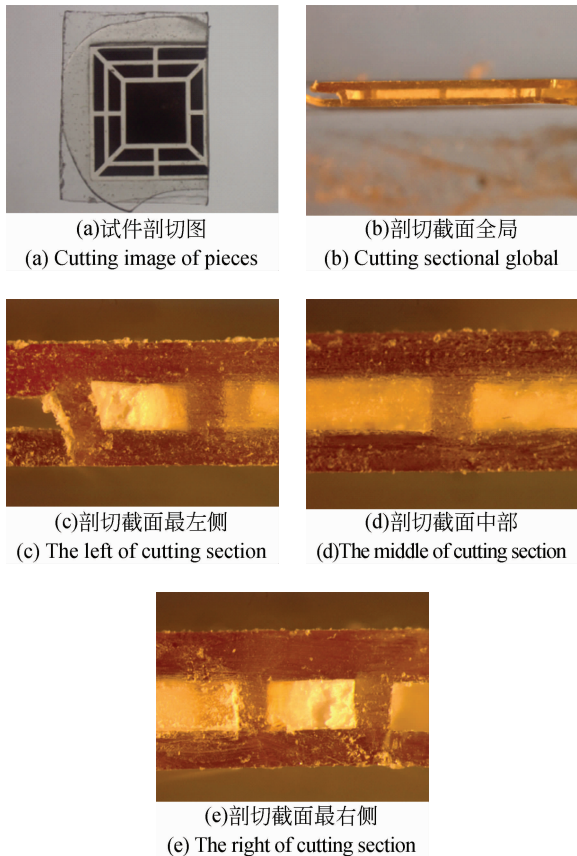 (a)试件剖切图
(a) Cutting image of pieces
(b)剖切截面全局
(b) Cutting sectional global
(c)剖切截面最左侧
(c) The left of cutting section
(d)剖切截面中部
(d)The middle of cutting section
(e)剖切截面最右侧
(e) The right of cutting section